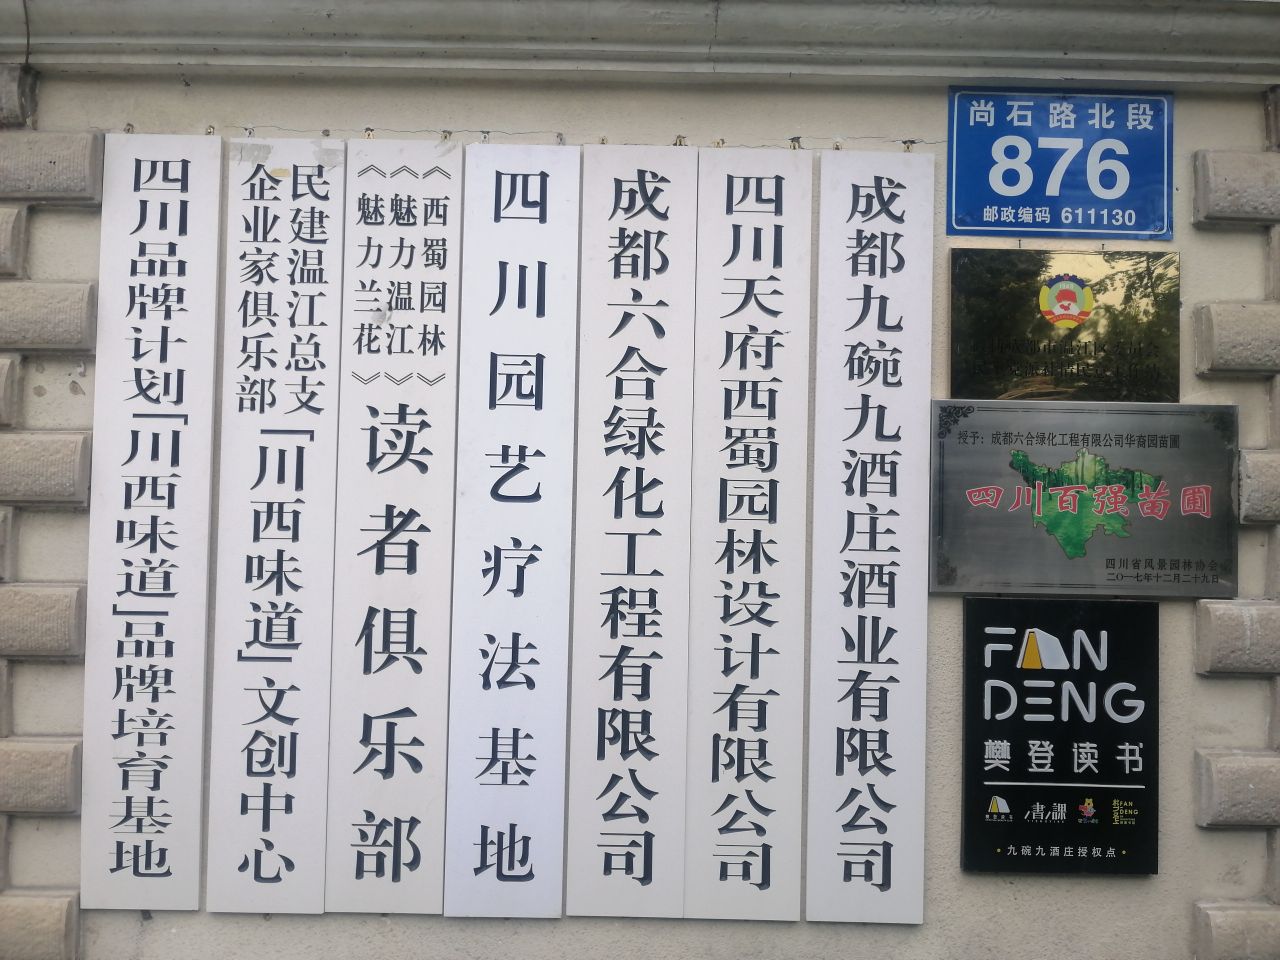 四川品牌计划「川西味道」品牌培育基地
民建温江总支
企业家俱乐部
「川西味道」文创中心
《西蜀园林》
《魅力温江》
《魅力兰花》
读者俱乐部
四川园艺疗法基地
成都六合绿化工程有限公司
四川天府西蜀园林设计有限公司
成都九碗九酒庄酒业有限公司
尚石路北段
876
邮政编码 611130
授予：成都六合绿化工程有限公司华裔园苗圃
四川百强苗圃
四川省风景园林协会
二〇一七年十二月二十九日
FAN
DENG
樊登读书
·九碗九酒庄授权点·